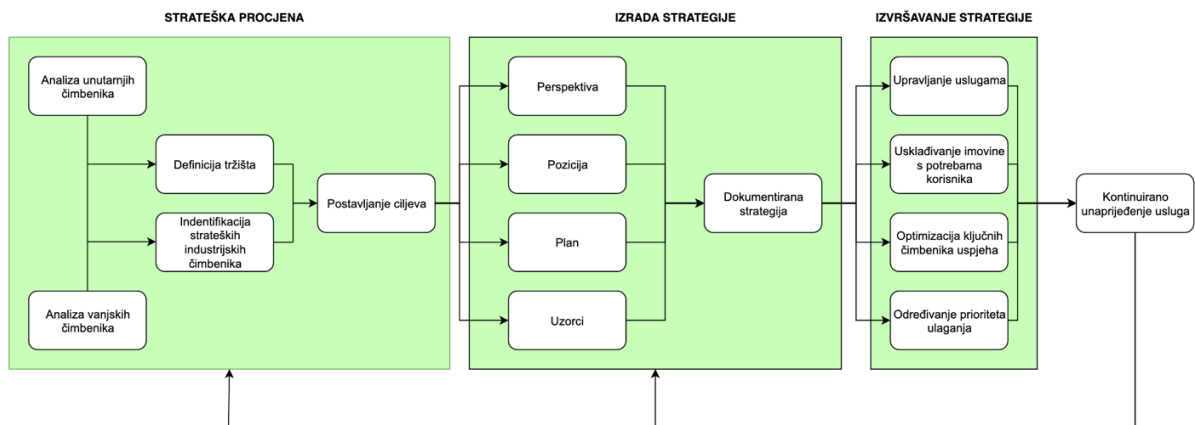 STRATEŠKA PROCJENA
IZRADA STRATEGIJE
IZVRŠAVANJE STRATEGIJE
Analiza unutarnjih
čimbenika
Definicija tržišta
Indentifikacija
strateških
industrijskih
čimbenika
Analiza vanjskih
čimbenika
Postavljanje ciljeva
Perspektiva
Pozicija
Plan
Uzorci
Dokumentirana
strategija
Upravljanje uslugama
Usklađivanje imovine
s potrebama
korisnika
Optimizacija ključnih
čimbenika uspjeha
Određivanje prioriteta
ulaganja
Kontinuirano
unaprijeđenje usluga